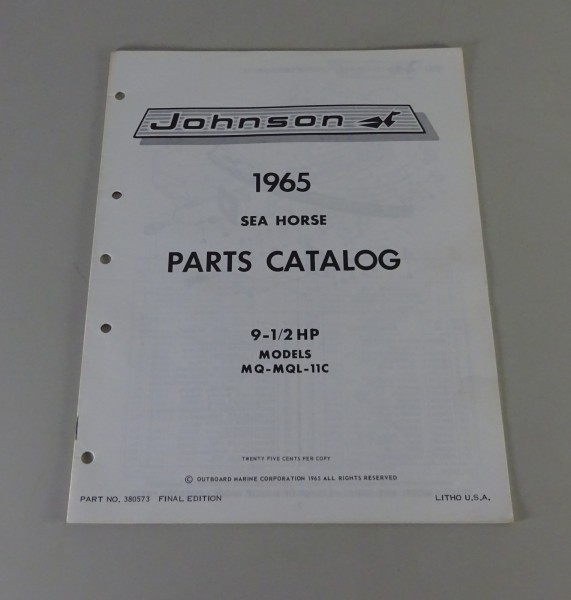 Johnson
1965
SEA HORSE
PARTS CATALOG
9-1/2 HP
MODELS
MQ-MQL-11C
TWENTY FIVE CENTS PER COPY
© OUTBOARD MARINE CORPORATION 1965 ALL RIGHTS RESERVED
PART NO. 380573 FINAL EDITION LITHO U.S.A.